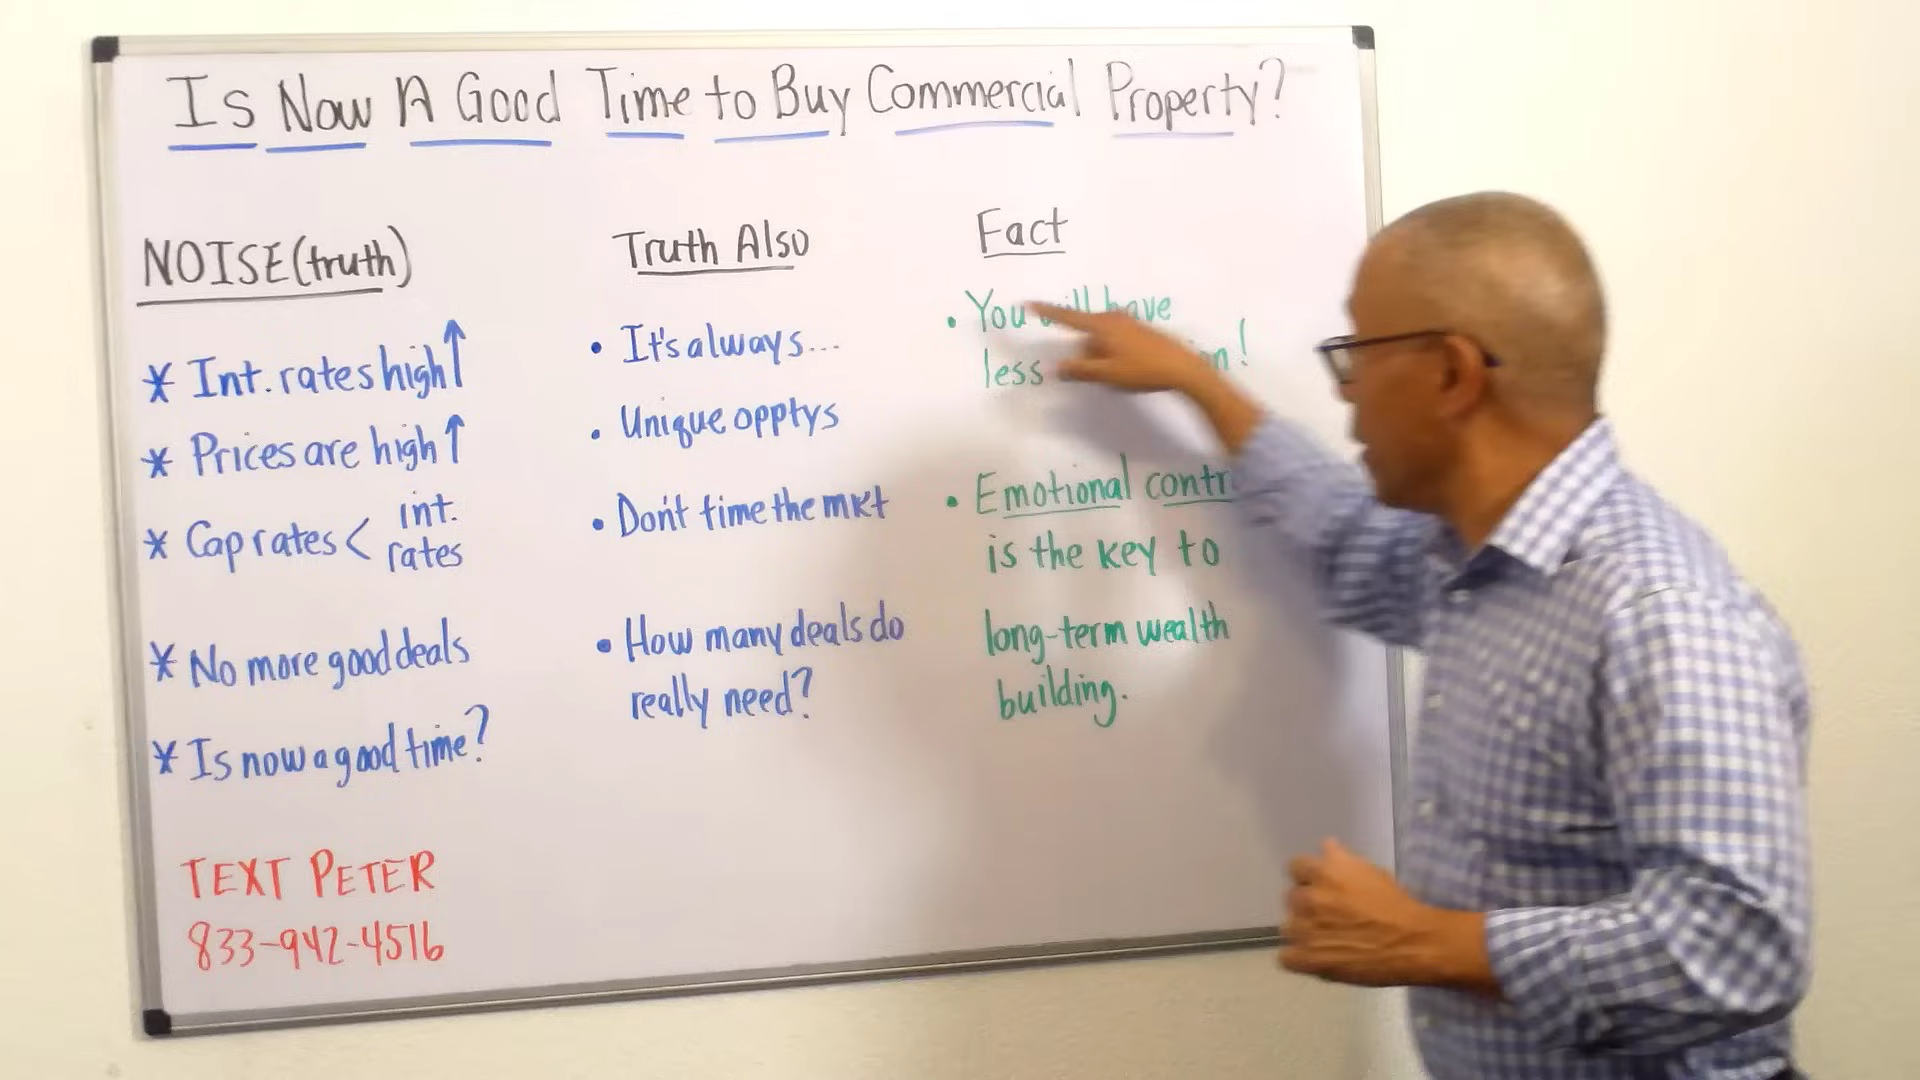 Is Now A Good Time to Buy Commercial Property?
NOISE (truth)
* Int. rates high ↑
* Prices are high ↑
* Cap rates < int.
rates
* No more good deals
* Is now a good time?
TEXT PETER
833-942-4516
Truth Also
• It's always...
• Unique opptys
• Don't time the mkt
• How many deals do
really need?
Fact
• You will have
less
• Emotional
is the key to
long-term wealth
building.